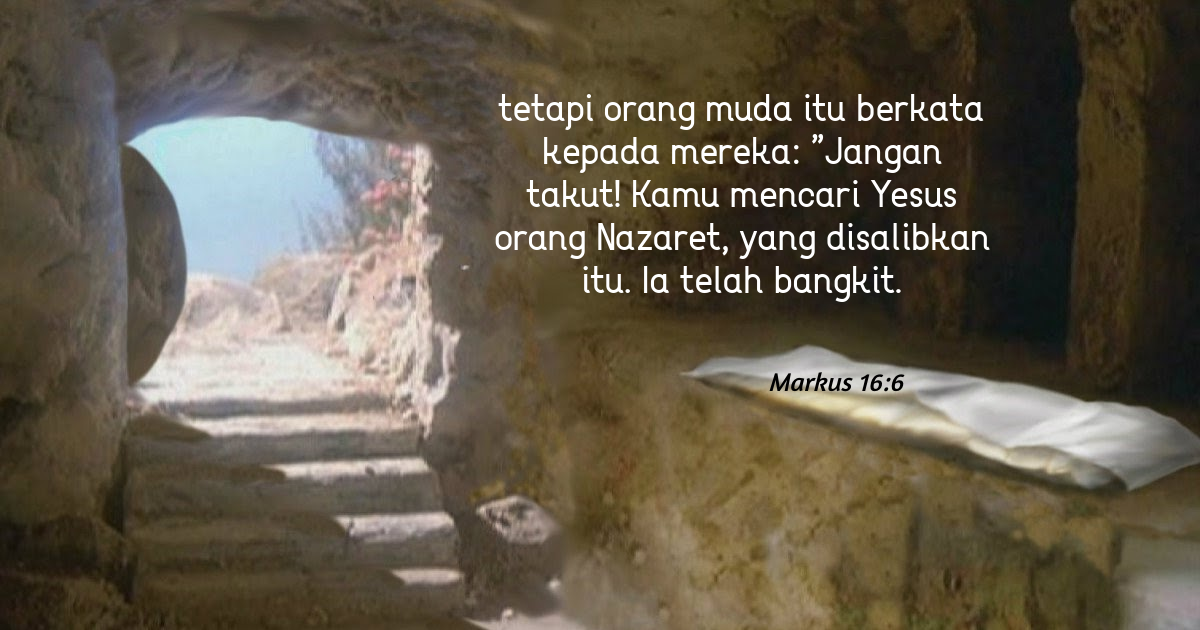 tetapi orang muda itu berkata
kepada mereka: "Jangan
takut! Kamu mencari Yesus
orang Nazaret, yang disalibkan
itu. Ia telah bangkit.
Markus 16:6